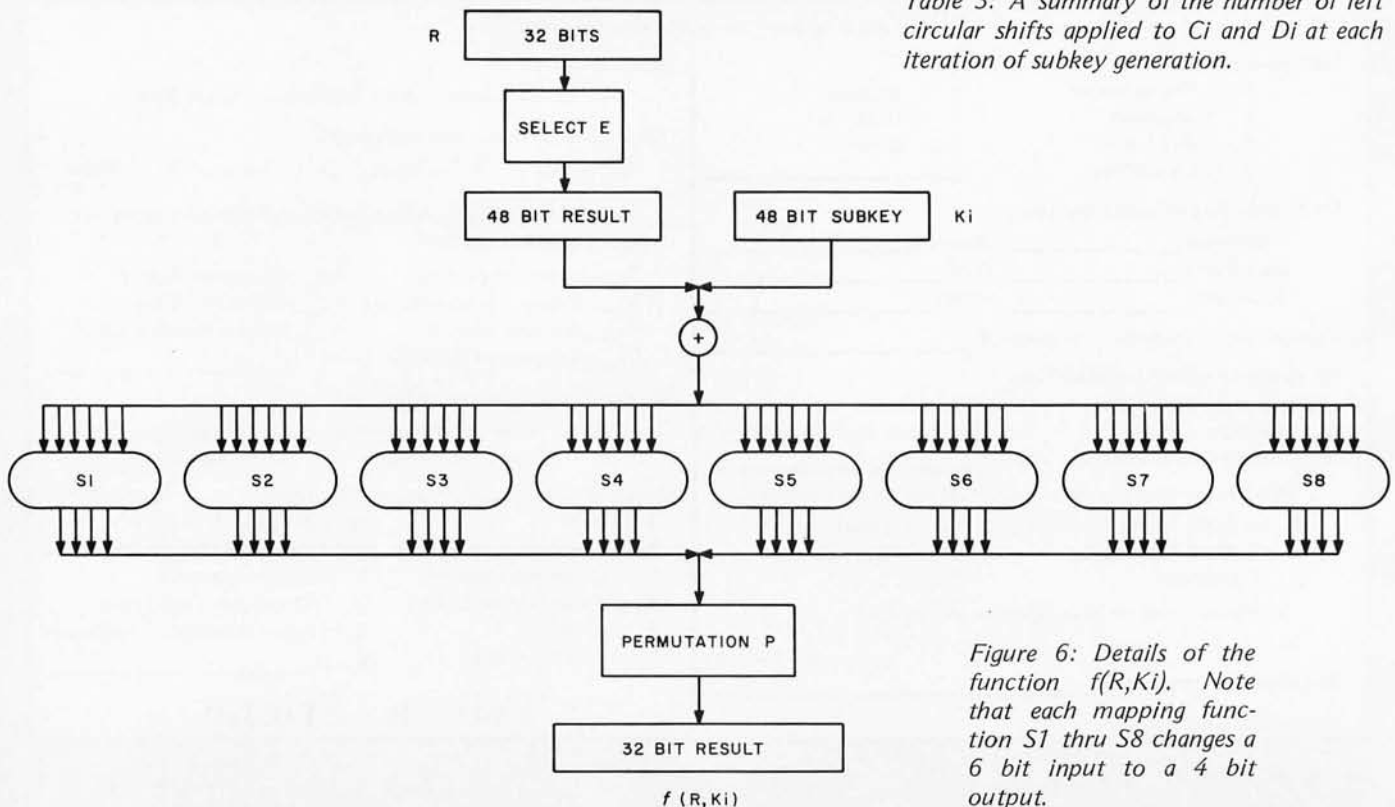 Table 3: A summary of the number of left
circular shifts applied to Ci and Di at each
iteration of subkey generation.
R
32 BITS
SELECT E
48 BIT RESULT
48 BIT SUBKEY
Ki
+
S1
S2
S3
S4
S5
S6
S7
S8
PERMUTATION P
32 BIT RESULT
f (R,Ki)
Figure 6: Details of the
function f(R,Ki). Note
that each mapping func-
tion S1 thru S8 changes a
6 bit input to a 4 bit
output.